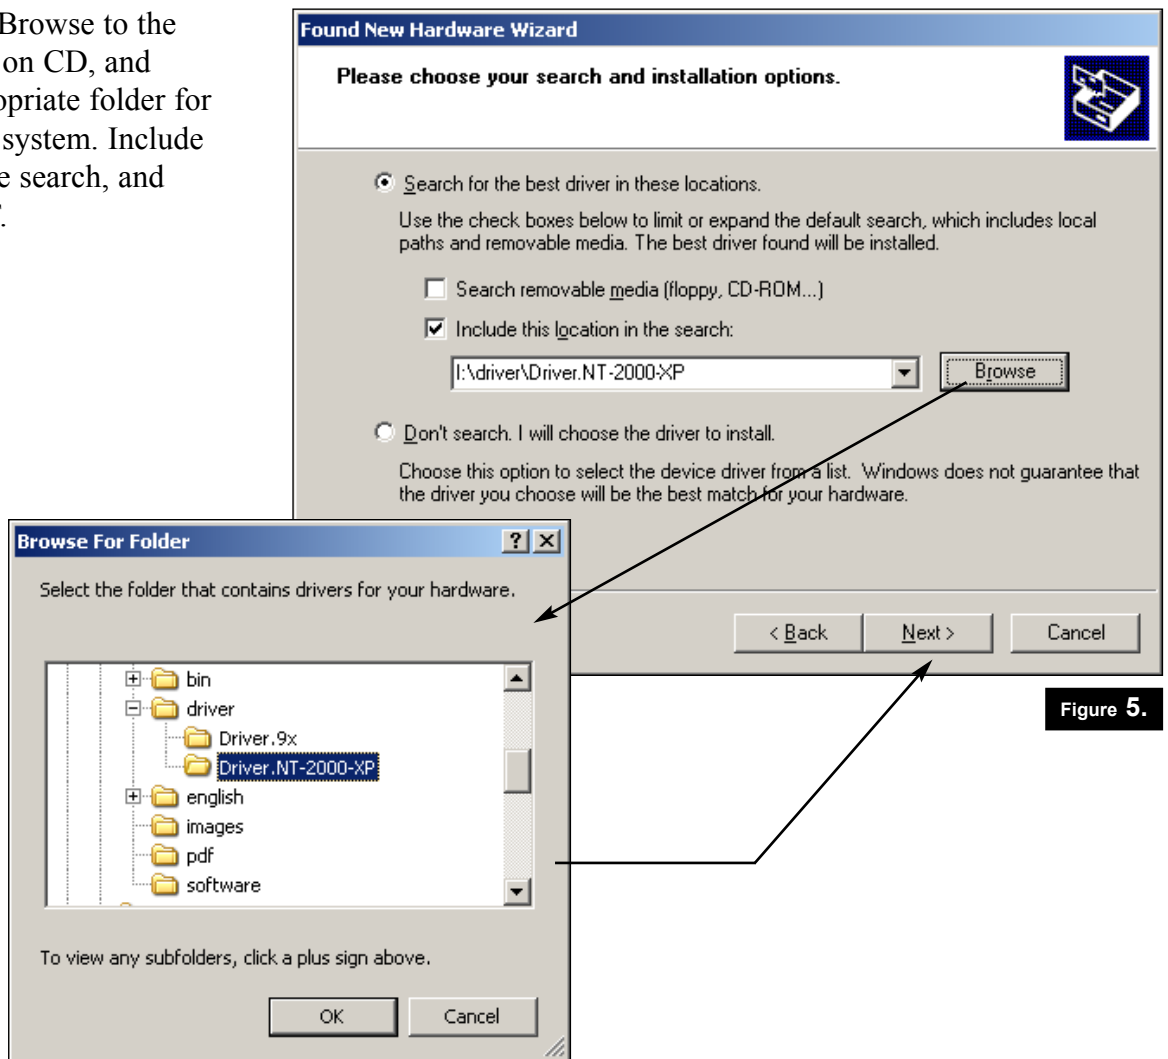 Browse to the
on CD, and
opriate folder for
system. Include
e search, and
.
Found New Hardware Wizard
Please choose your search and installation options.
Search for the best driver in these locations.
Use the check boxes below to limit or expand the default search, which includes local
paths and removable media. The best driver found will be installed.
Search removable media (floppy, CD-ROM...)
Include this location in the search:
I:\driver\Driver.NT-2000-XP
Browse
Don't search. I will choose the driver to install.
Choose this option to select the device driver from a list. Windows does not guarantee that
the driver you choose will be the best match for your hardware.
< Back
Next >
Cancel
Figure 5.
Browse For Folder
Select the folder that contains drivers for your hardware.
bin
driver
Driver.9x
Driver.NT-2000-XP
english
images
pdf
software
To view any subfolders, click a plus sign above.
OK
Cancel